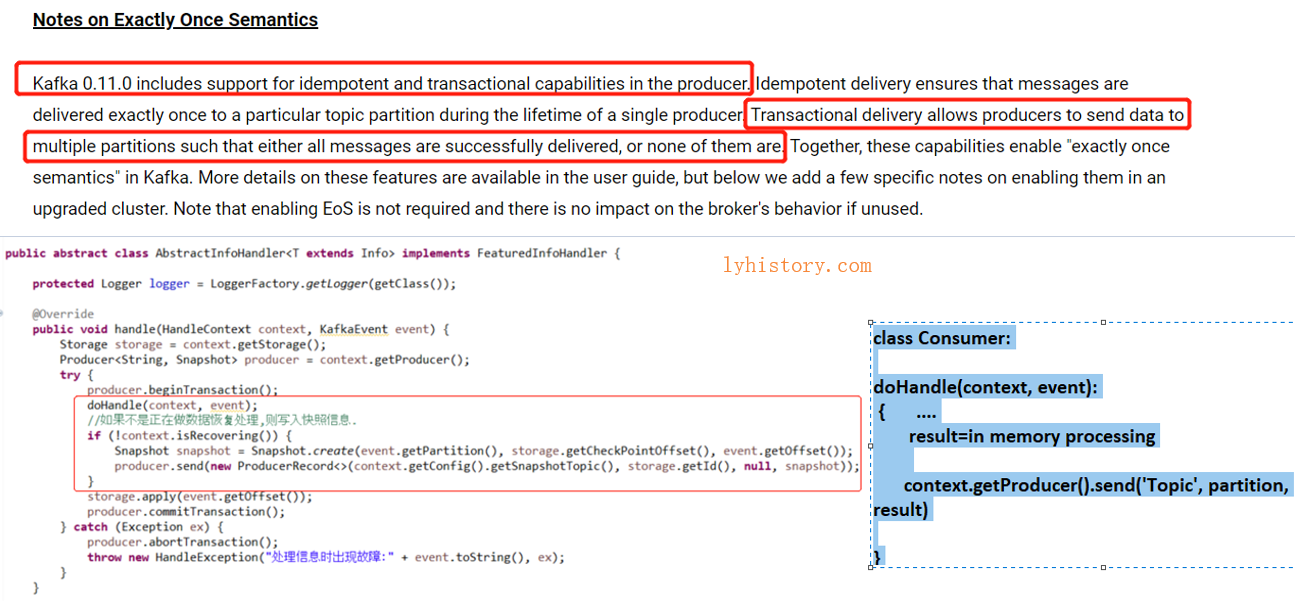 Notes on Exactly Once Semantics
Kafka 0.11.0 includes support for idempotent and transactional capabilities in the producer. Idempotent delivery ensures that messages are
delivered exactly once to a particular topic partition during the lifetime of a single producer. Transactional delivery allows producers to send data to
multiple partitions such that either all messages are successfully delivered, or none of them are. Together, these capabilities enable "exactly once
semantics" in Kafka. More details on these features are available in the user guide, but below we add a few specific notes on enabling them in an
upgraded cluster. Note that enabling EoS is not required and there is no impact on the broker's behavior if unused.
public abstract class AbstractInfoHandler<T extends Info> implements FeaturedInfoHandler {
protected Logger logger = LoggerFactory.getLogger(getClass());
@Override
public void handle(HandleContext context, KafkaEvent event) {
Storage storage = context.getStorage();
Producer<String, Snapshot> producer = context.getProducer();
try {
producer.beginTransaction();
doHandle(context, event);
//如果不是正在做数据恢复处理,则写入快照信息.
if (!context.isRecovering()) {
Snapshot snapshot = Snapshot.create(event.getPartition(), storage.getCheckPointOffset(), event.getOffset());
producer.send(new ProducerRecord<>(context.getConfig().getSnapshotTopic(), storage.getId(), null, snapshot));
}
storage.apply(event.getOffset());
producer.commitTransaction();
} catch (Exception ex) {
producer.abortTransaction();
throw new HandleException("处理信息时出现故障:" + event.toString(), ex);
}
}
lyhistory.com
class Consumer:
doHandle(context, event):
{ ....
result=in memory processing
context.getProducer().send('Topic', partition,
result)
}